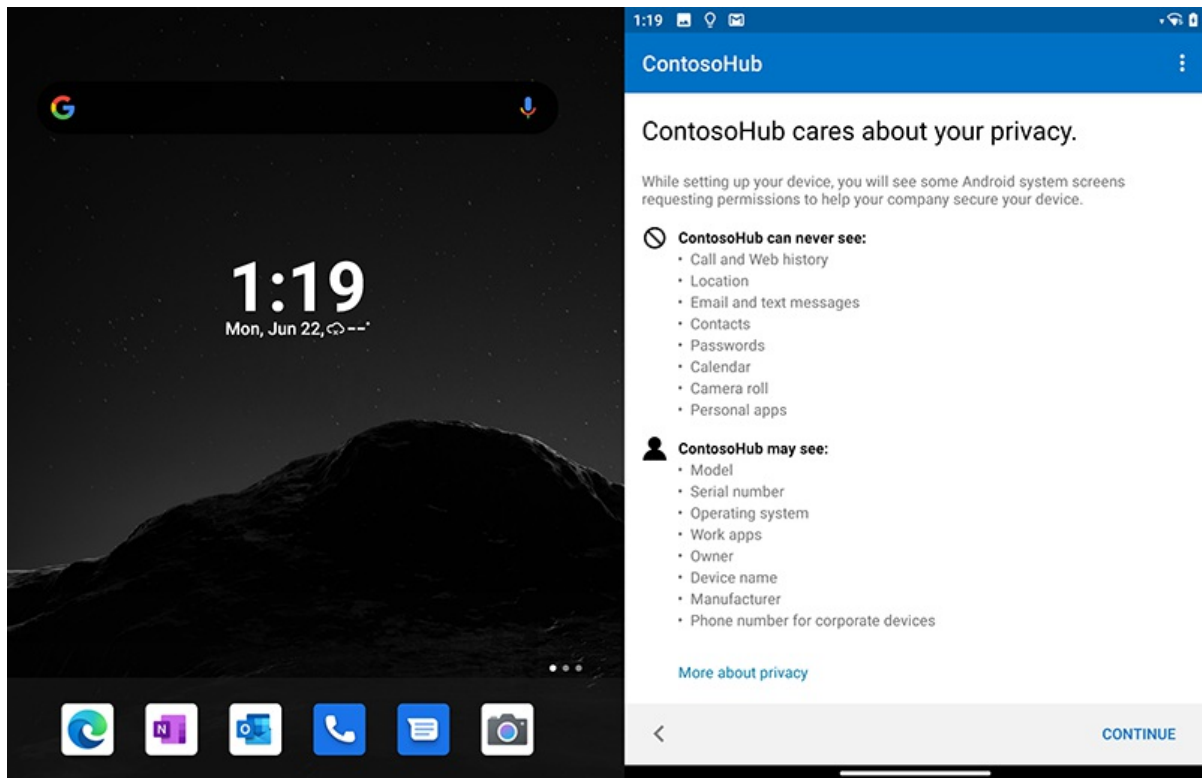 1:19
Mon, Jun 22, --°
1:19
ContosoHub
ContosoHub cares about your privacy.
While setting up your device, you will see some Android system screens
requesting permissions to help your company secure your device.
ContosoHub can never see:
• Call and Web history
• Location
• Email and text messages
• Contacts
• Passwords
• Calendar
• Camera roll
• Personal apps
ContosoHub may see:
• Model
• Serial number
• Operating system
• Work apps
• Owner
• Device name
• Manufacturer
• Phone number for corporate devices
More about privacy
CONTINUE